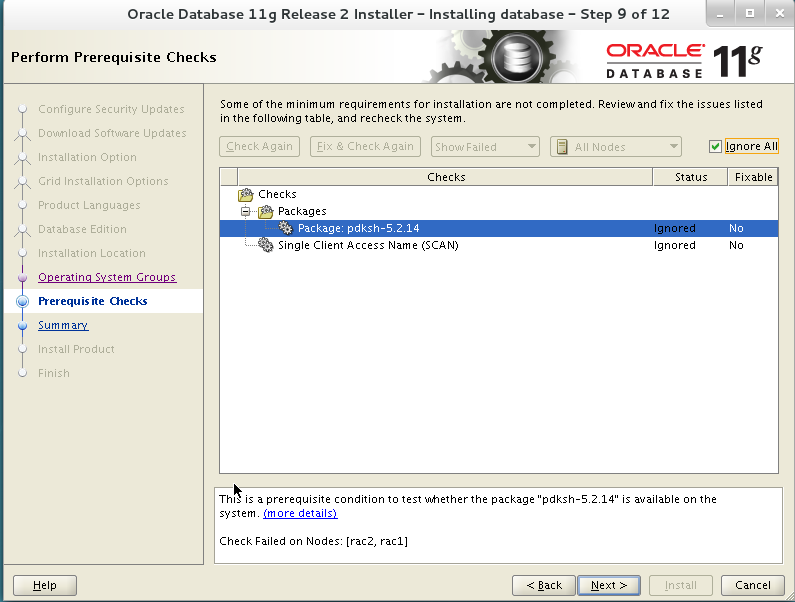 Oracle Database 11g Release 2 Installer – Installing database – Step 9 of 12
Perform Prerequisite Checks
ORACLE
DATABASE
11g
Configure Security Updates
Download Software Updates
Installation Option
Grid Installation Options
Product Languages
Database Edition
Installation Location
Operating System Groups
Prerequisite Checks
Summary
Install Product
Finish
Some of the minimum requirements for installation are not completed. Review and fix the issues listed
in the following table, and recheck the system.
Check Again
Fix & Check Again
Show Failed
All Nodes
Ignore All
Checks Status Fixable
Checks
Packages
Package: pdksh-5.2.14 Ignored No
Single Client Access Name (SCAN) Ignored No
This is a prerequisite condition to test whether the package "pdksh-5.2.14" is available on the
system. (more details)
Check Failed on Nodes: [rac2, rac1]
Help
< Back
Next >
Install
Cancel